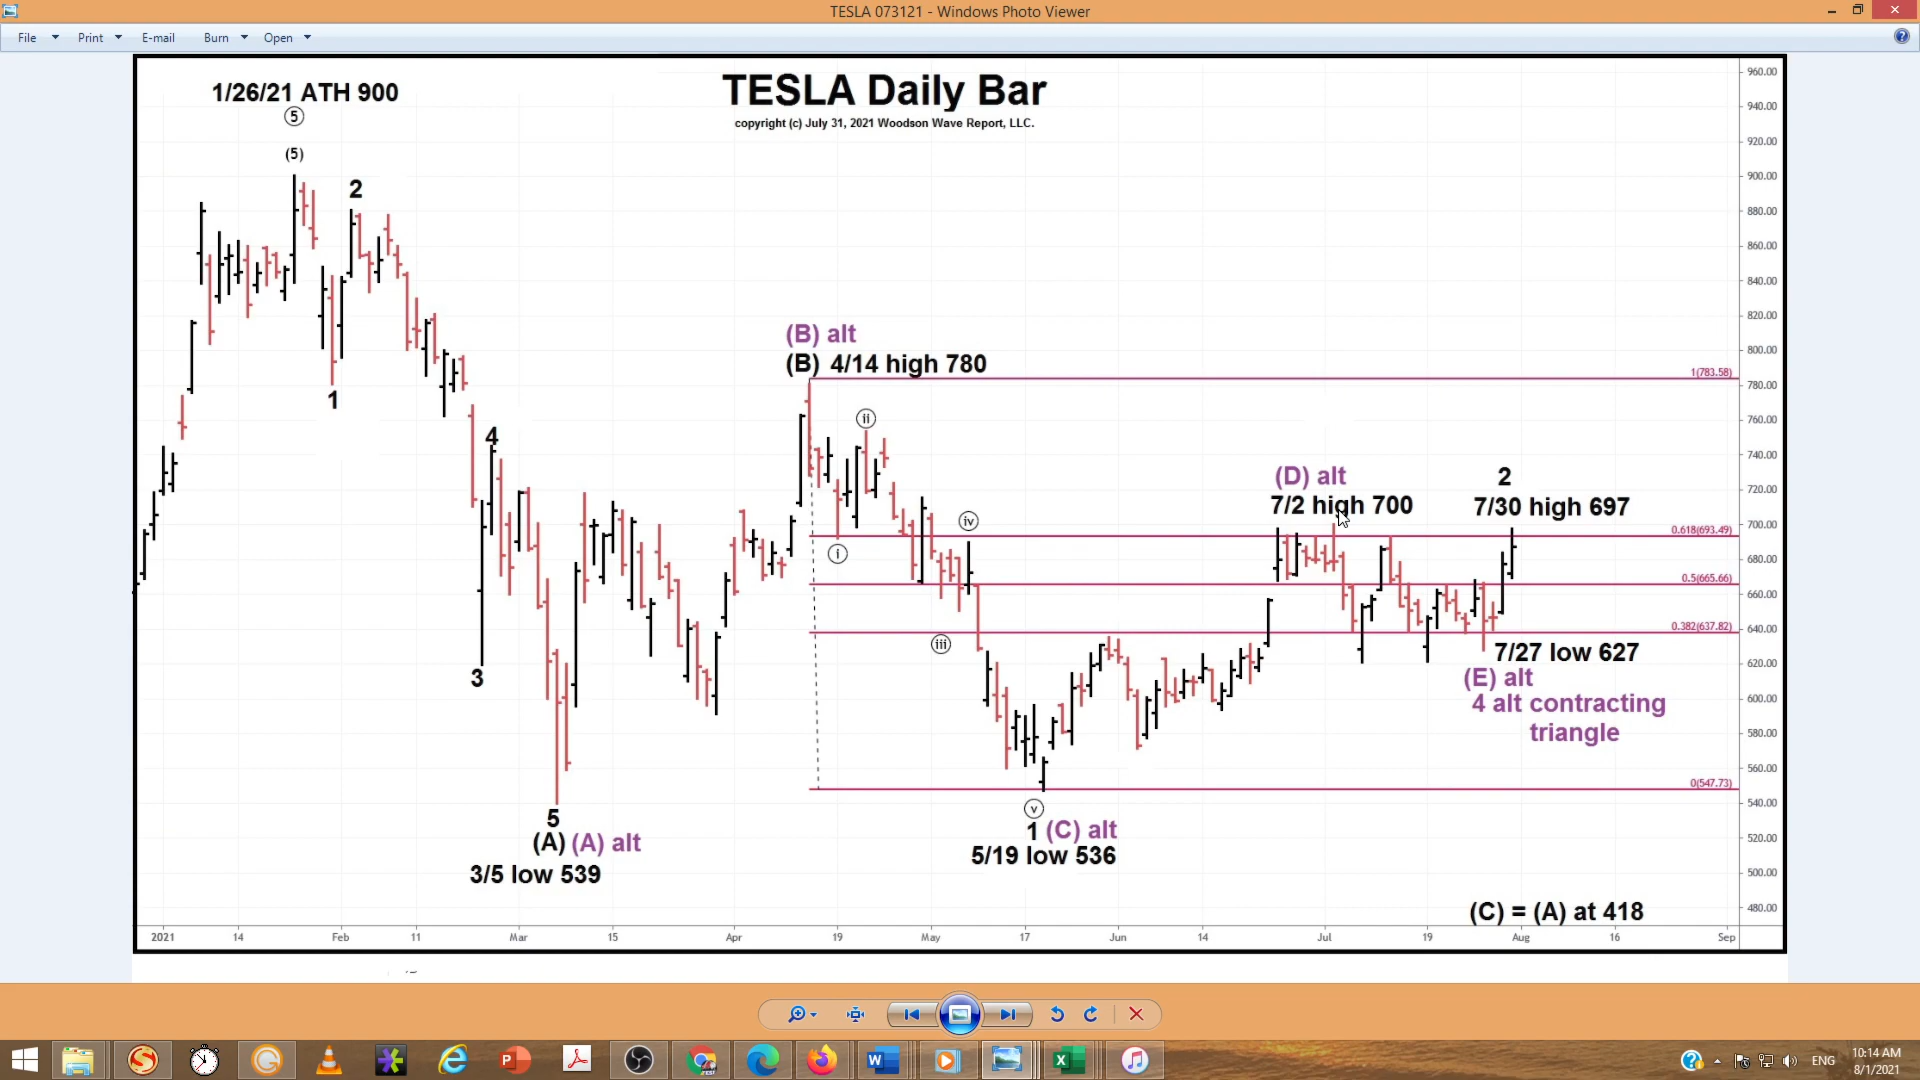 TESLA 073121 - Windows Photo Viewer
File Print E-mail Burn Open
TESLA Daily Bar
copyright (c) July 31, 2021 Woodson Wave Report, LLC.
1/26/21 ATH 900
5
(5)
2
1
4
3
5
(A) (A) alt
3/5 low 539
(B) alt
(B) 4/14 high 780
ii
i
iv
iii
v
1 (C) alt
5/19 low 536
(D) alt
7/2 high 700
2
7/30 high 697
7/27 low 627
(E) alt
4 alt contracting
triangle
(C) = (A) at 418
1(783.58)
0.618(693.49)
0.5(665.66)
0.382(637.82)
0(547.73)
960.00
940.00
920.00
900.00
880.00
860.00
840.00
820.00
800.00
780.00
760.00
740.00
720.00
700.00
680.00
660.00
640.00
620.00
600.00
580.00
560.00
540.00
520.00
500.00
480.00
2021 14 Feb 11 Mar 15 Apr 19 May 17 Jun 14 Jul 19 Aug 16 Sep
ENG
10:14 AM
8/1/2021